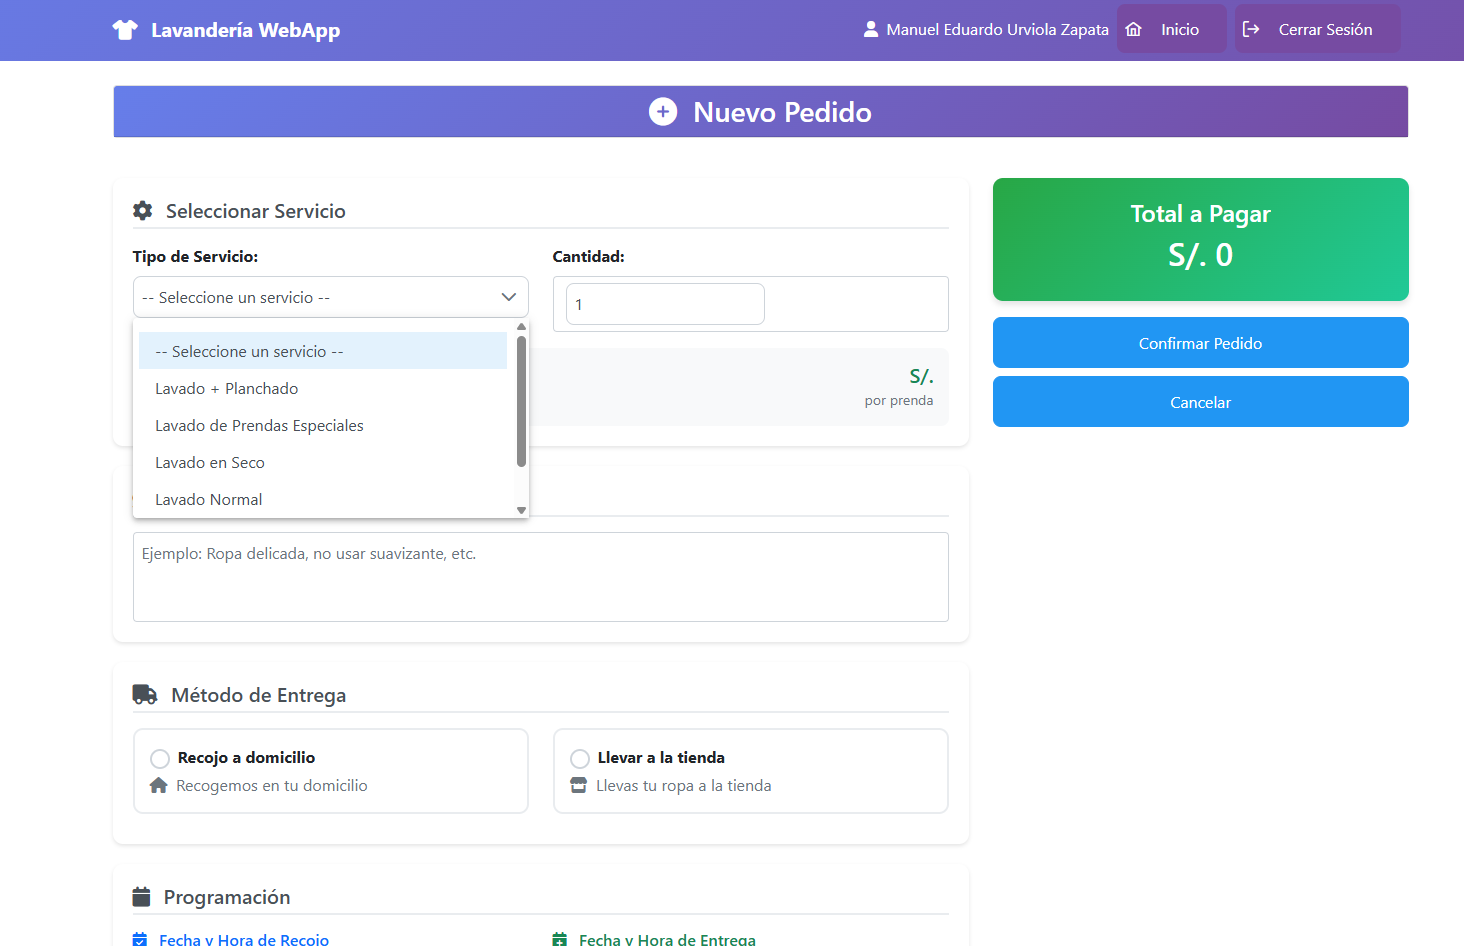 Lavandería WebApp
Manuel Eduardo Urviola Zapata
Inicio
Cerrar Sesión
Nuevo Pedido
Seleccionar Servicio
Tipo de Servicio:
-- Seleccione un servicio --
-- Seleccione un servicio --
Lavado + Planchado
Lavado de Prendas Especiales
Lavado en Seco
Lavado Normal
Cantidad:
1
S/.
por prenda
Ejemplo: Ropa delicada, no usar suavizante, etc.
Método de Entrega
Recojo a domicilio
Recogemos en tu domicilio
Llevar a la tienda
Llevas tu ropa a la tienda
Programación
Fecha y Hora de Recojo
Fecha y Hora de Entrega
Total a Pagar
S/. 0
Confirmar Pedido
Cancelar